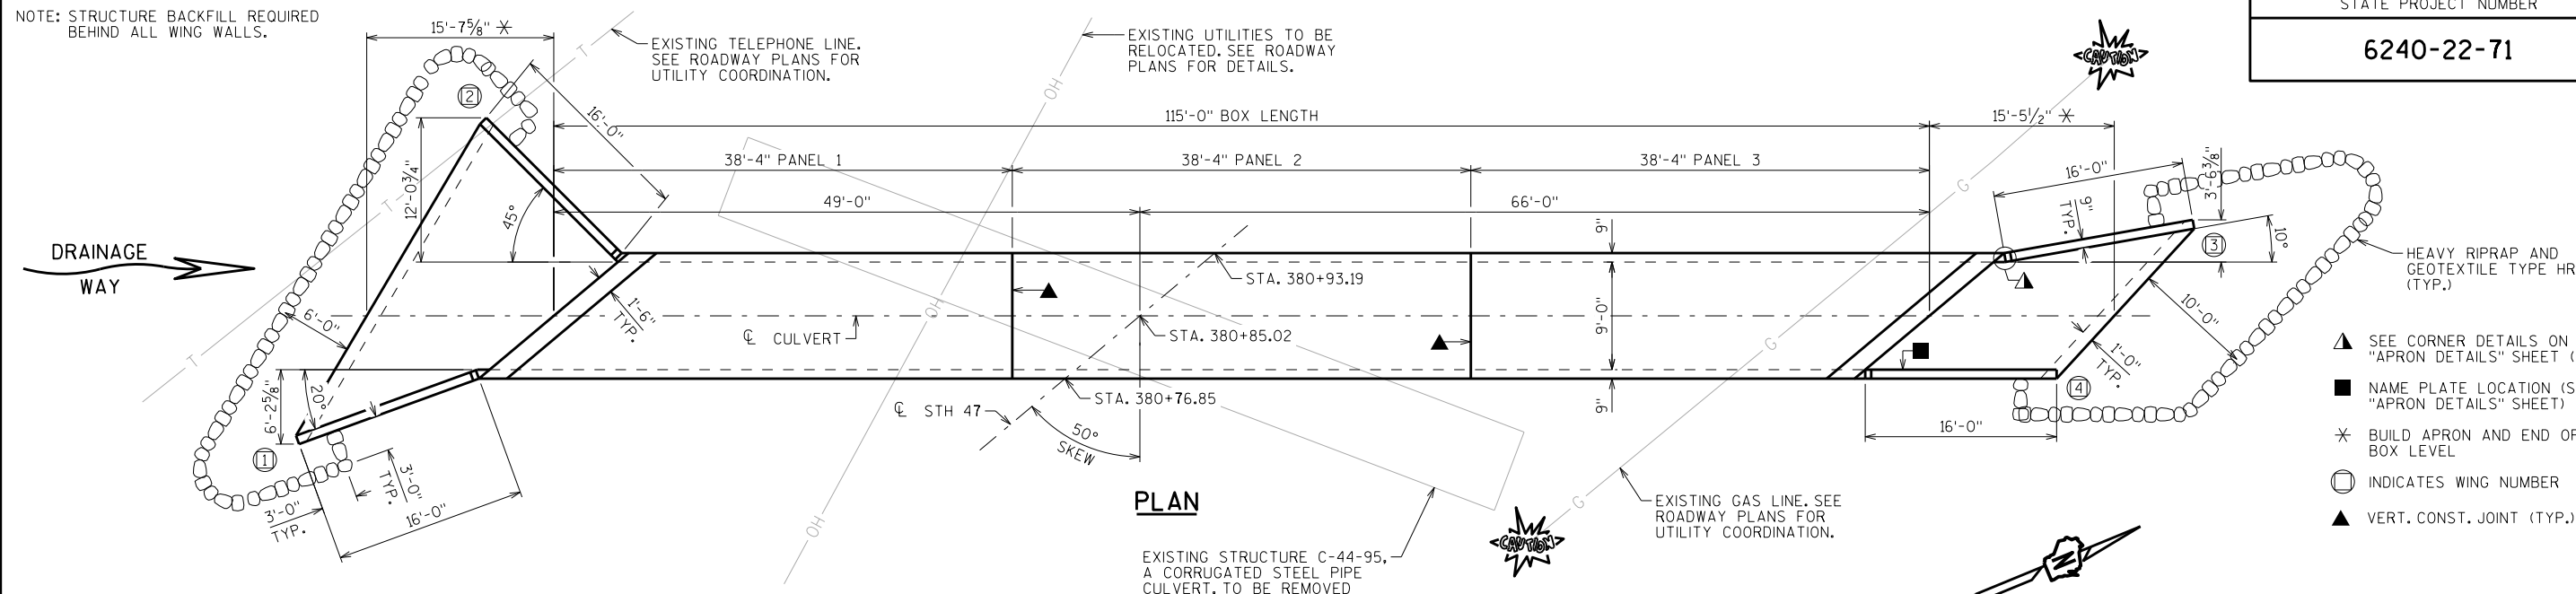 NOTE: STRUCTURE BACKFILL REQUIRED
BEHIND ALL WING WALLS.
STATE PROJECT NUMBER
6240-22-71
15'-7⅝" ✳
EXISTING TELEPHONE LINE.
SEE ROADWAY PLANS FOR
UTILITY COORDINATION.
EXISTING UTILITIES TO BE
RELOCATED. SEE ROADWAY
PLANS FOR DETAILS.
CAUTION
T
OH
2
16'-0"
115'-0" BOX LENGTH
15'-5½" ✳
38'-4" PANEL 1
38'-4" PANEL 2
38'-4" PANEL 3
12'-0¾"
45°
49'-0"
66'-0"
G
16'-0"
3'-6⅜"
9"
TYP.
10°
3
T
DRAINAGE
WAY
9"
HEAVY RIPRAP AND
GEOTEXTILE TYPE HR
(TYP.)
STA. 380+93.19
6'-0"
1'-6"
TYP.
OH
9'-0"
10'-0"
℄ CULVERT
STA. 380+85.02
G
1'-0"
TYP.
SEE CORNER DETAILS ON
"APRON DETAILS" SHEET (
NAME PLATE LOCATION (S
"APRON DETAILS" SHEET)
✳ BUILD APRON AND END OF
BOX LEVEL
INDICATES WING NUMBER
VERT. CONST. JOINT (TYP.)
T
6'-2⅝"
20°
4
STA. 380+76.85
℄ STH 47
9"
50°
SKEW
16'-0"
1
3'-0"
TYP.
3'-0"
TYP.
16'-0"
OH
PLAN
G
EXISTING GAS LINE. SEE
ROADWAY PLANS FOR
UTILITY COORDINATION.
CAUTION
EXISTING STRUCTURE C-44-95,
A CORRUGATED STEEL PIPE
CULVERT, TO BE REMOVED
N